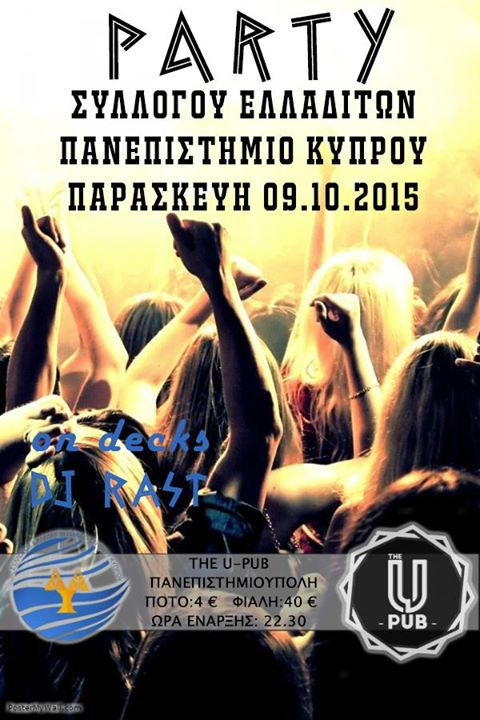 PARTY
ΣΥΛΛΟΓΟΥ ΕΛΛΑΔΙΤΩΝ
ΠΑΝΕΠΙΣΤΗΜΙΟ ΚΥΠΡΟΥ
ΠΑΡΑΣΚΕΥΗ 09.10.2015
on decks
DJ RAST
THE U-PUB
ΠΑΝΕΠΙΣΤΗΜΙΟΥΠΟΛΗ
ΠΟΤΟ:4 € ΦΙΑΛΗ:40 €
ΩΡΑ ΕΝΑΡΞΗΣ: 22.30
THE
U
- PUB -
PosterMyWall.com